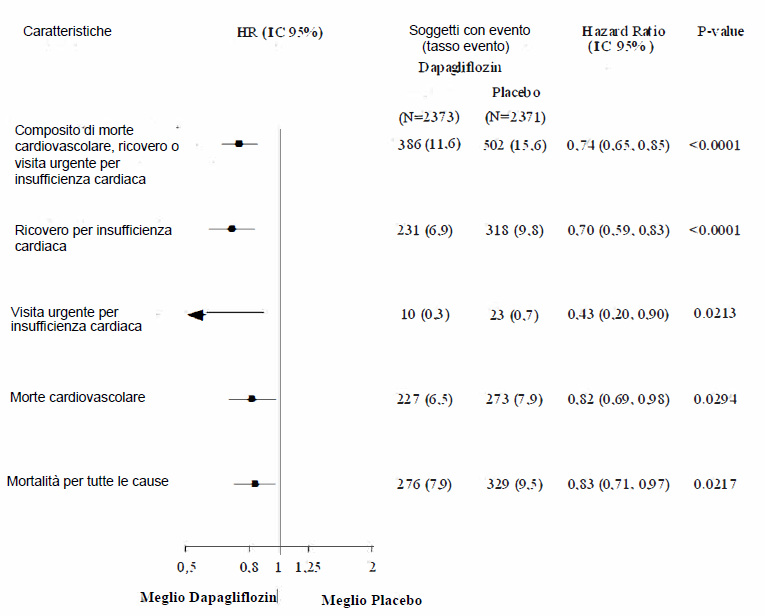 Caratteristiche
HR (IC 95%)
Soggetti con evento
(tasso evento)
Hazard Ratio
(IC 95%)
P-value
Dapagliflozin
Placebo
(N=2373)
(N=2371)
Composito di morte
cardiovascolare, ricovero o
visita urgente per
insufficienza cardiaca
386 (11,6)
502 (15,6)
0,74 (0,65, 0,85)
<0.0001
Ricovero per insufficienza
cardiaca
231 (6,9)
318 (9,8)
0,70 (0,59, 0,83)
<0.0001
Visita urgente per
insufficienza cardiaca
10 (0,3)
23 (0,7)
0,43 (0,20, 0,90)
0.0213
Morte cardiovascolare
227 (6,5)
273 (7,9)
0,82 (0,69, 0,98)
0.0294
Mortalità per tutte le cause
276 (7,9)
329 (9,5)
0,83 (0,71, 0,97)
0.0217
0,5
0,8
1
1,25
2
Meglio Dapagliflozin
Meglio Placebo